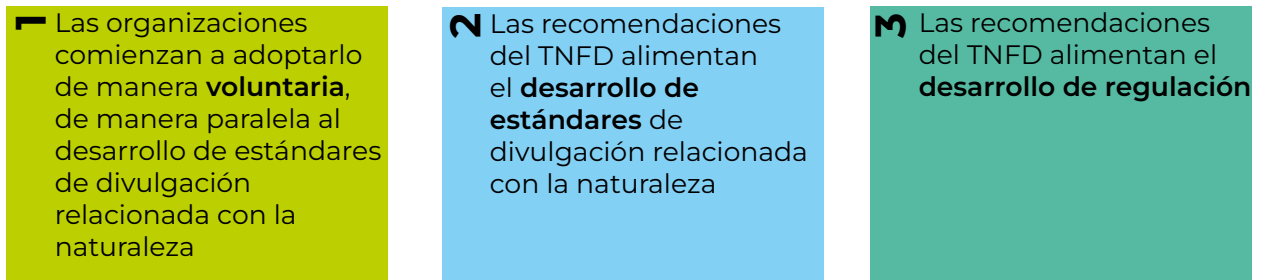 1
Las organizaciones
comienzan a adoptarlo
de manera voluntaria,
de manera paralela al
desarrollo de estándares
de divulgación
relacionada con la
naturaleza
2
Las recomendaciones
del TNFD alimentan
el desarrollo de
estándares de
divulgación relacionada
con la naturaleza
3
Las recomendaciones
del TNFD alimentan el
desarrollo de regulación